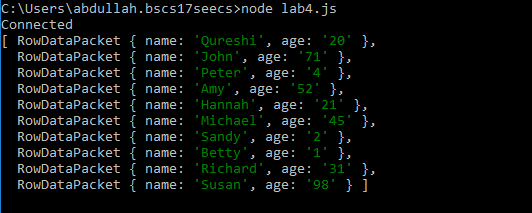 C:\Users\abdullah.bscs17seecs>node lab4.js
Connected
[ RowDataPacket { name: 'Qureshi', age: '20' },
  RowDataPacket { name: 'John', age: '71' },
  RowDataPacket { name: 'Peter', age: '4' },
  RowDataPacket { name: 'Amy', age: '52' },
  RowDataPacket { name: 'Hannah', age: '21' },
  RowDataPacket { name: 'Michael', age: '45' },
  RowDataPacket { name: 'Sandy', age: '2' },
  RowDataPacket { name: 'Betty', age: '1' },
  RowDataPacket { name: 'Richard', age: '31' },
  RowDataPacket { name: 'Susan', age: '98' } ]